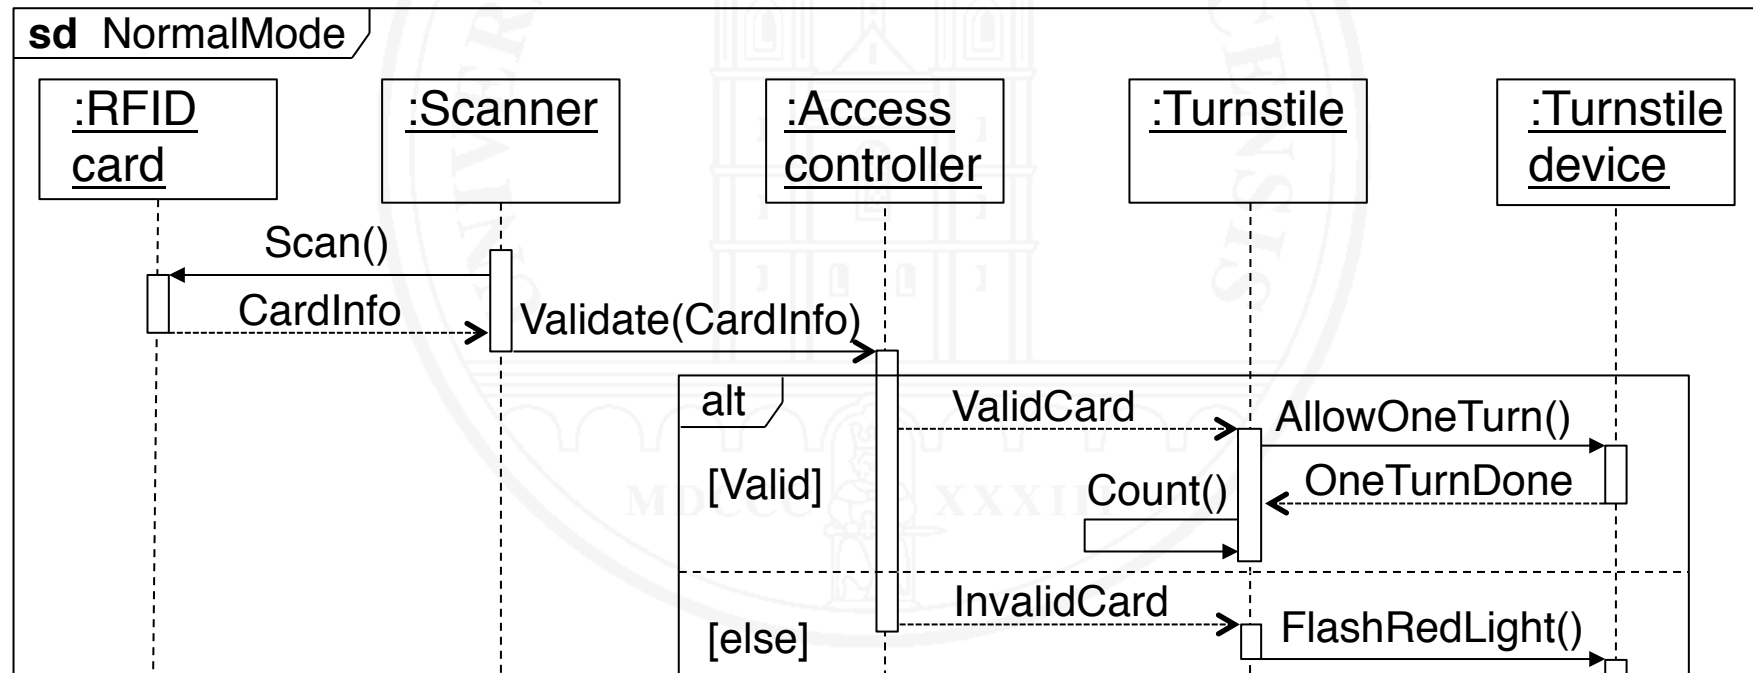 sd NormalMode
:RFID
card
:Scanner
:Access
controller
:Turnstile
:Turnstile
device
Scan()
CardInfo
Validate(CardInfo)
alt
ValidCard
AllowOneTurn()
[Valid]
Count()
OneTurnDone
InvalidCard
[else]
FlashRedLight()